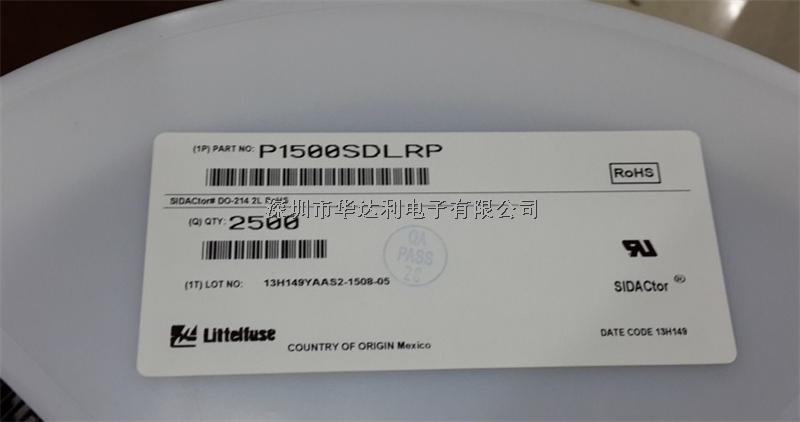 (1P) PART NO: P1500SDLRP
RoHS
SIDACtor# DO-214 2L RoHS
深圳市华达利电子有限公司
(Q) QTY: 2500
QA
PASS
2C
(1T) LOT NO: 13H149YAAS2-1508-05
SIDACtor ®
Littelfuse
COUNTRY OF ORIGIN Mexico
DATE CODE 13H149